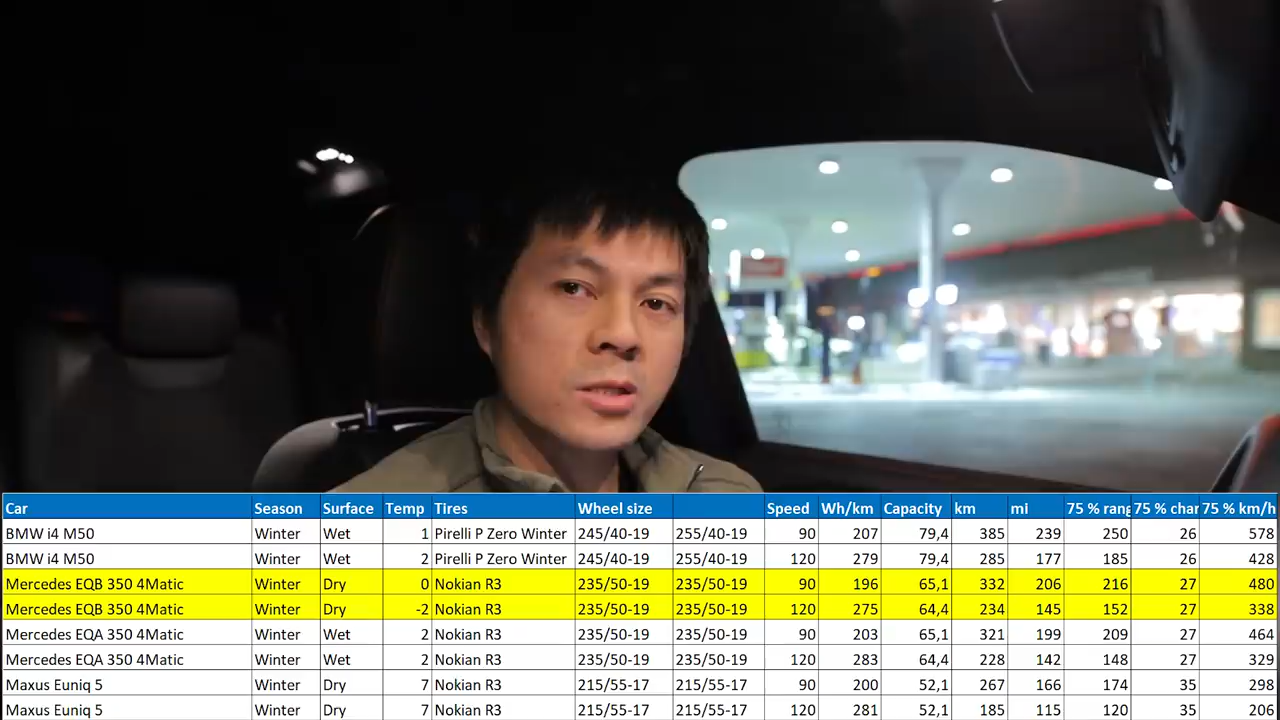 Car Season Surface Temp Tires Wheel size Speed Wh/km Capacity km mi 75 % rang 75 % char 75 % km/h
BMW i4 M50 Winter Wet 1 Pirelli P Zero Winter 245/40-19 255/40-19 90 207 79,4 385 239 250 26 578
BMW i4 M50 Winter Wet 2 Pirelli P Zero Winter 245/40-19 255/40-19 120 279 79,4 285 177 185 26 428
Mercedes EQB 350 4Matic Winter Dry 0 Nokian R3 235/50-19 235/50-19 90 196 65,1 332 206 216 27 480
Mercedes EQB 350 4Matic Winter Dry -2 Nokian R3 235/50-19 235/50-19 120 275 64,4 234 145 152 27 338
Mercedes EQA 350 4Matic Winter Wet 2 Nokian R3 235/50-19 235/50-19 90 203 65,1 321 199 209 27 464
Mercedes EQA 350 4Matic Winter Wet 2 Nokian R3 235/50-19 235/50-19 120 283 64,4 228 142 148 27 329
Maxus Euniq 5 Winter Dry 7 Nokian R3 215/55-17 215/55-17 90 200 52,1 267 166 174 35 298
Maxus Euniq 5 Winter Dry 7 Nokian R3 215/55-17 215/55-17 120 281 52,1 185 115 120 35 206